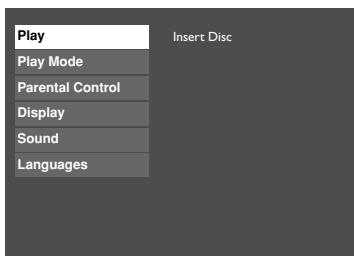 Play
Insert Disc
Play Mode
Parental Control
Display
Sound
Languages